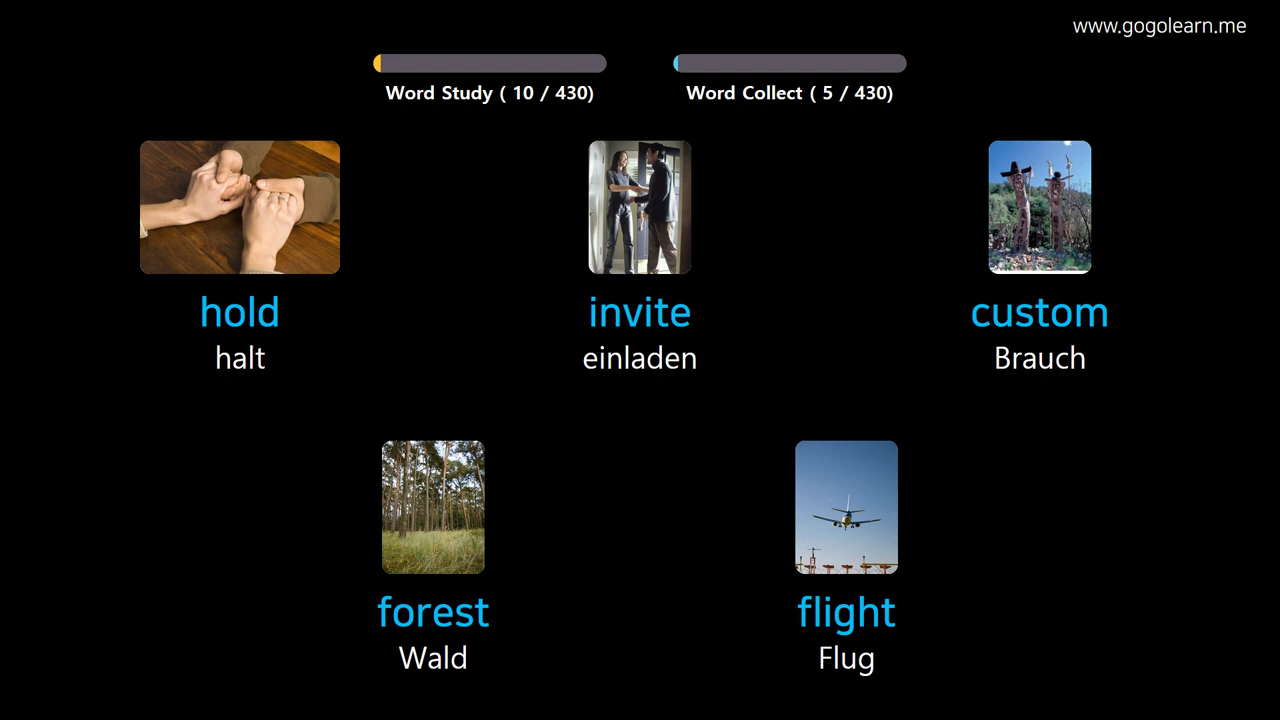 www.gogolearn.me
Word Study ( 10 / 430)
Word Collect ( 5 / 430)
hold
halt
invite
einladen
custom
Brauch
forest
Wald
flight
Flug